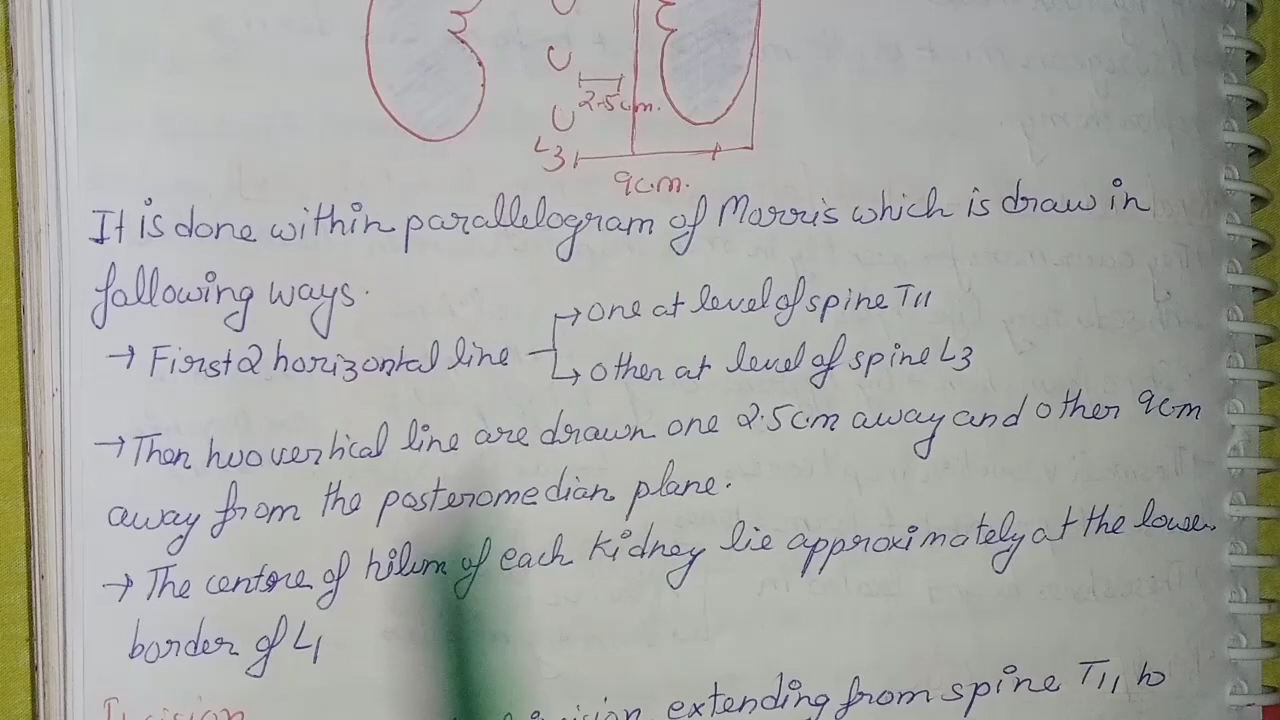 2.5cm.
L3
9cm.
It is done within parallelogram of Morris which is draw in
following ways.
→ First 2 horizontal line → one at level of spine T11
↳ other at level of spine L3
→ Then two vertical line are drawn one 2.5cm away and other 9cm
away from the posteromedian plane.
→ The centre of hilum of each kidney lie approximately at the lower
border of L1
Incision extending from spine T11 to